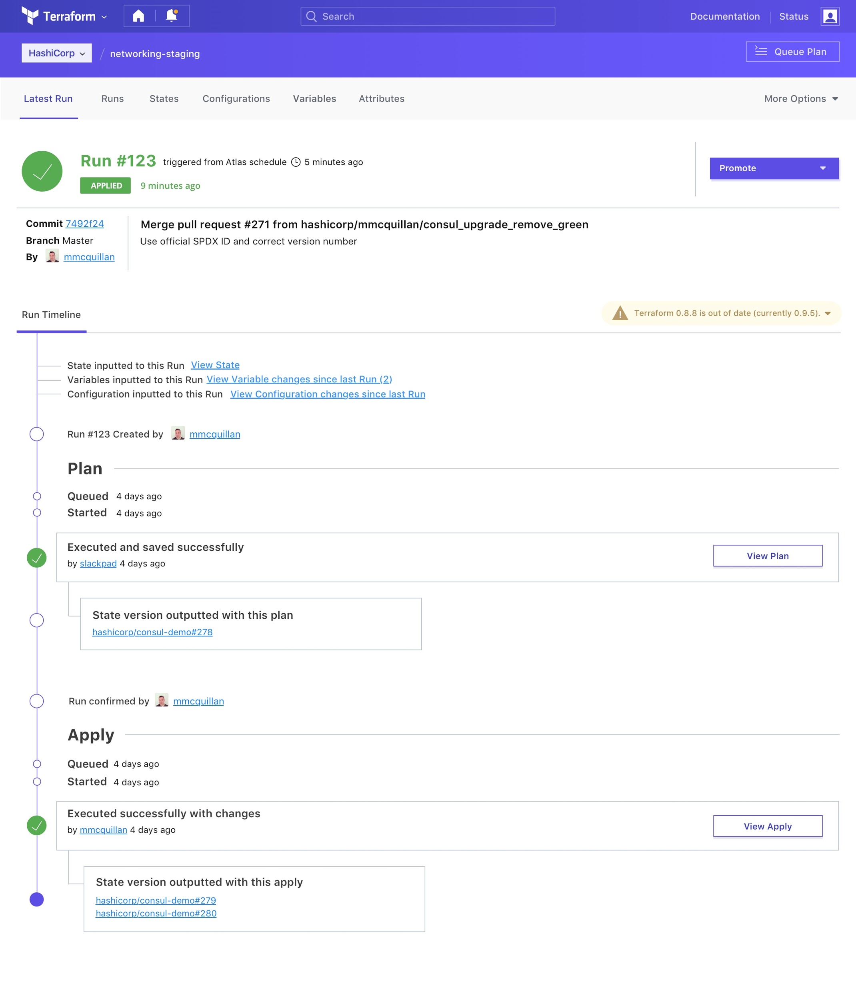 Terraform
Search
Documentation
Status
HashiCorp / networking-staging
Queue Plan
Latest Run
Runs
States
Configurations
Variables
Attributes
More Options
Run #123 triggered from Atlas schedule 5 minutes ago
APPLIED 9 minutes ago
Promote
Commit 7492f24
Branch Master
By mmcquillan
Merge pull request #271 from hashicorp/mmcquillan/consul_upgrade_remove_green
Use official SPDX ID and correct version number
Run Timeline
Terraform 0.8.8 is out of date (currently 0.9.5).
State inputted to this Run View State
Variables inputted to this Run View Variable changes since last Run (2)
Configuration inputted to this Run View Configuration changes since last Run
Run #123 Created by mmcquillan
Plan
Queued 4 days ago
Started 4 days ago
Executed and saved successfully
by slackpad 4 days ago
View Plan
State version outputted with this plan
hashicorp/consul-demo#278
Run confirmed by mmcquillan
Apply
Queued 4 days ago
Started 4 days ago
Executed successfully with changes
by mmcquillan 4 days ago
View Apply
State version outputted with this apply
hashicorp/consul-demo#279
hashicorp/consul-demo#280